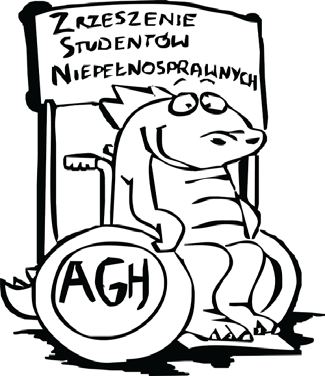 ZRZESZENIE
STUDENTÓW
NIEPEŁNOSPRAWNYCH
AGH